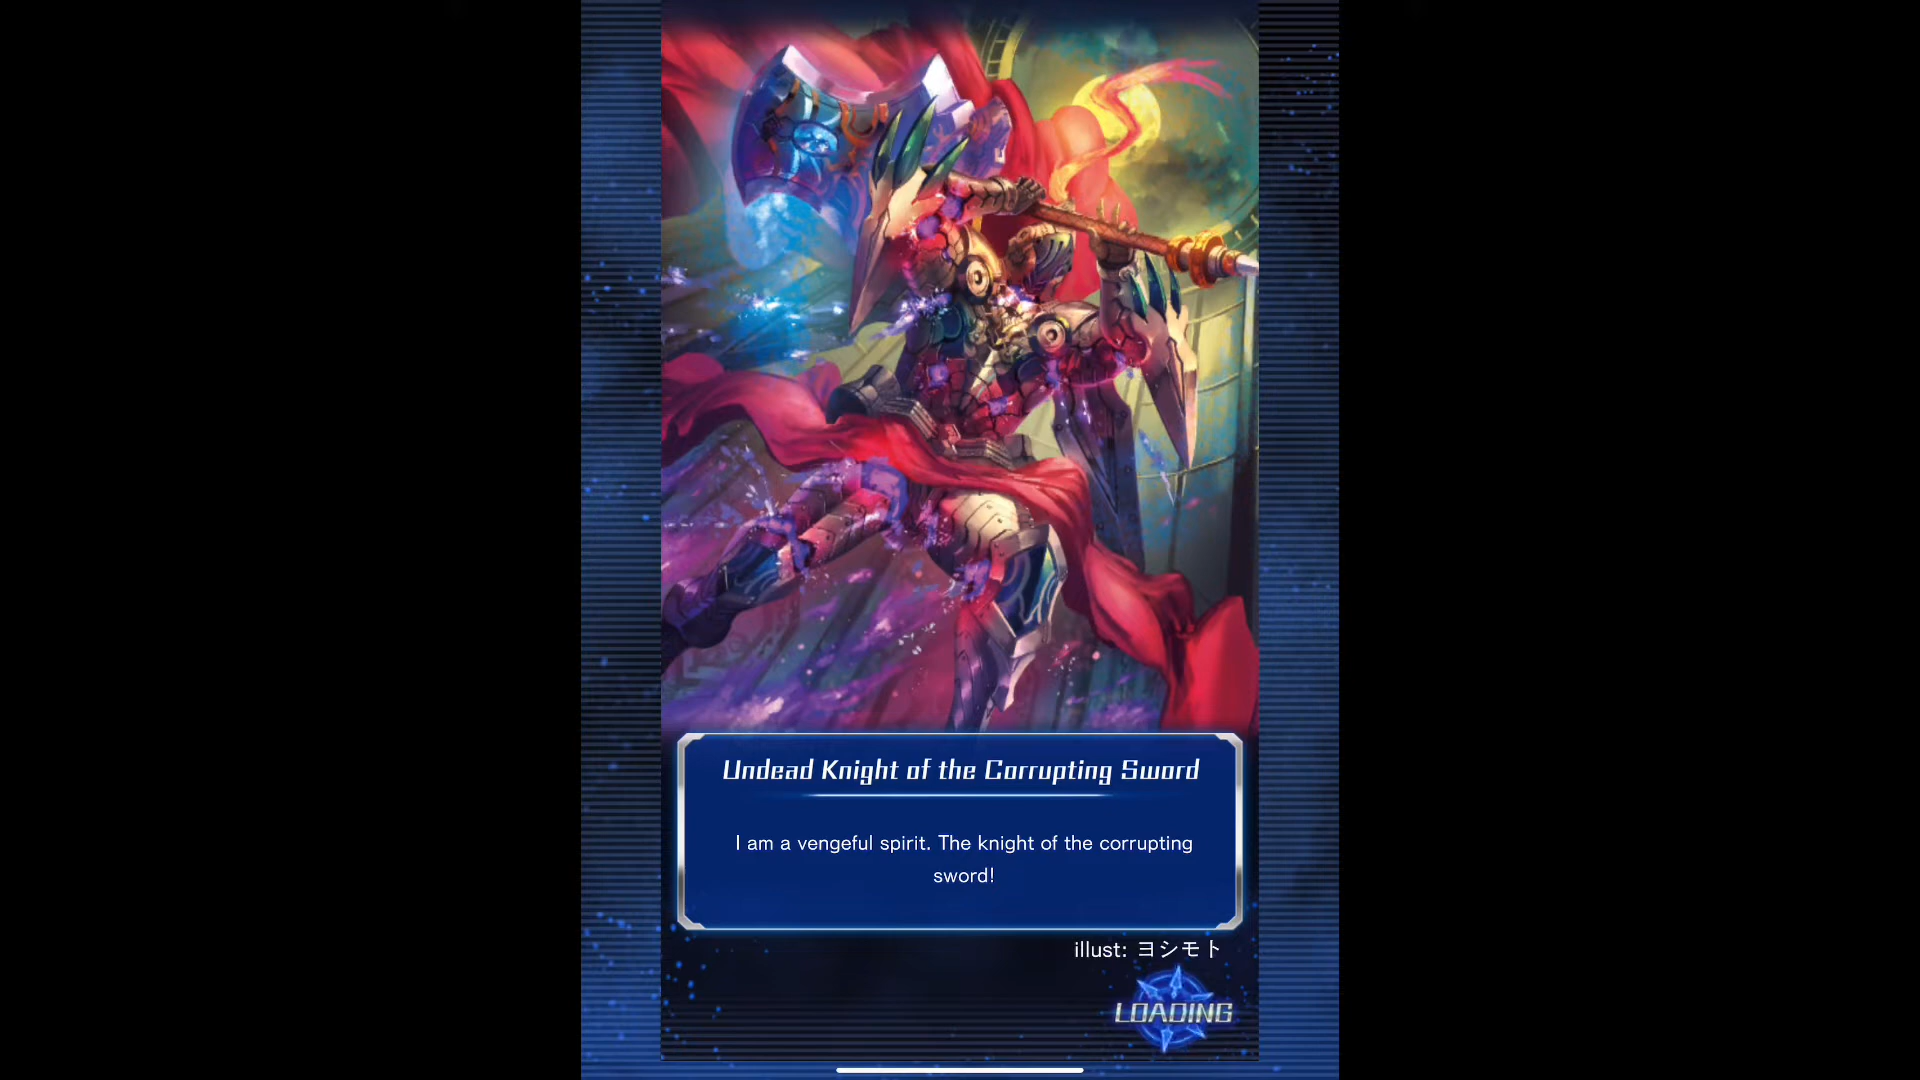 Undead Knight of the Corrupting Sword
I am a vengeful spirit. The knight of the corrupting
sword!
illust: ヨシモト
LOADING